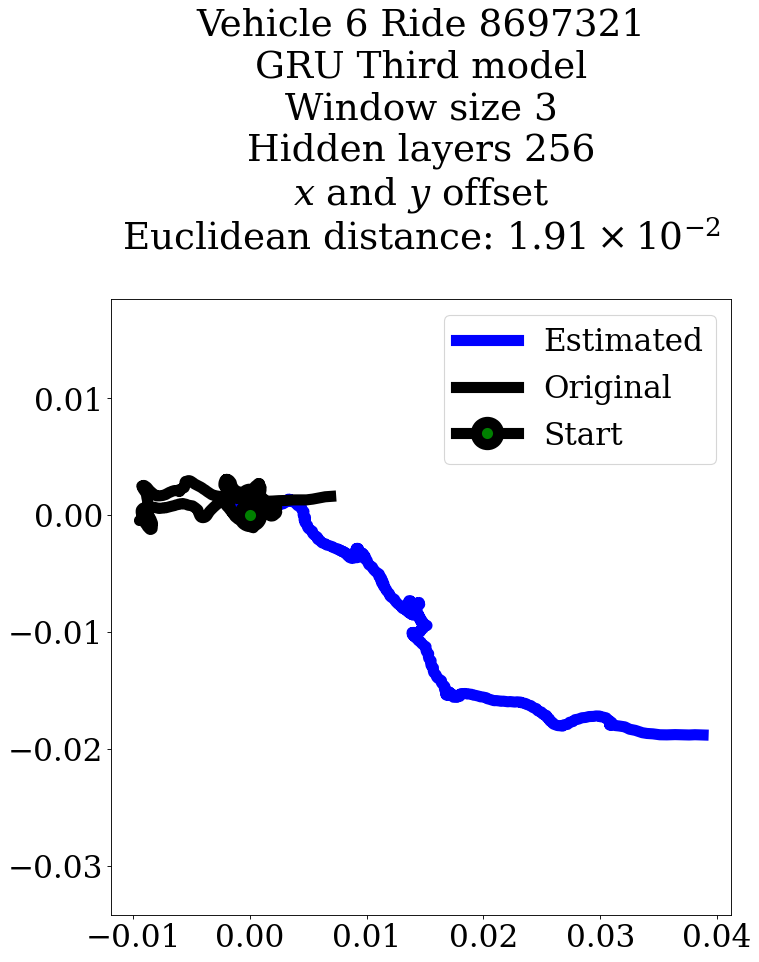 Vehicle 6 Ride 8697321
GRU Third model
Window size 3
Hidden layers 256
x and y offset
Euclidean distance: 1.91 × 10⁻²
Estimated
Original
Start
0.01
0.00
−0.01
−0.02
−0.03
−0.01 0.00 0.01 0.02 0.03 0.04